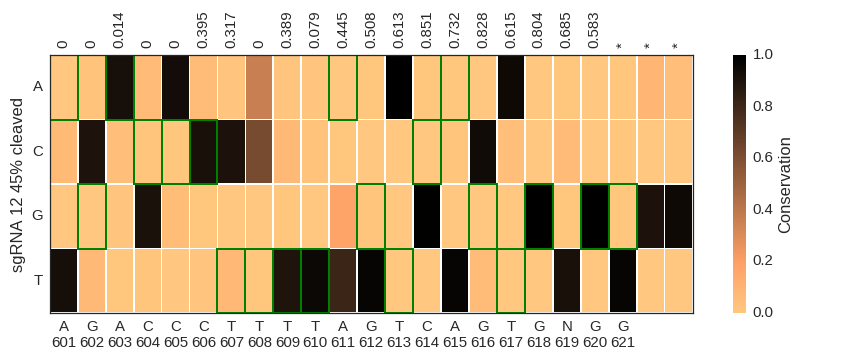 0 0 0.014 0 0 0.395 0.317 0 0.389 0.079 0.445 0.508 0.613 0.851 0.732 0.828 0.615 0.804 0.685 0.583 * * *
sgRNA 12 45% cleaved
A
C
G
T
A G A C C C T T T T A G T C A G T G N G G
601 602 603 604 605 606 607 608 609 610 611 612 613 614 615 616 617 618 619 620 621
1.0
0.8
0.6
0.4
0.2
0.0
Conservation